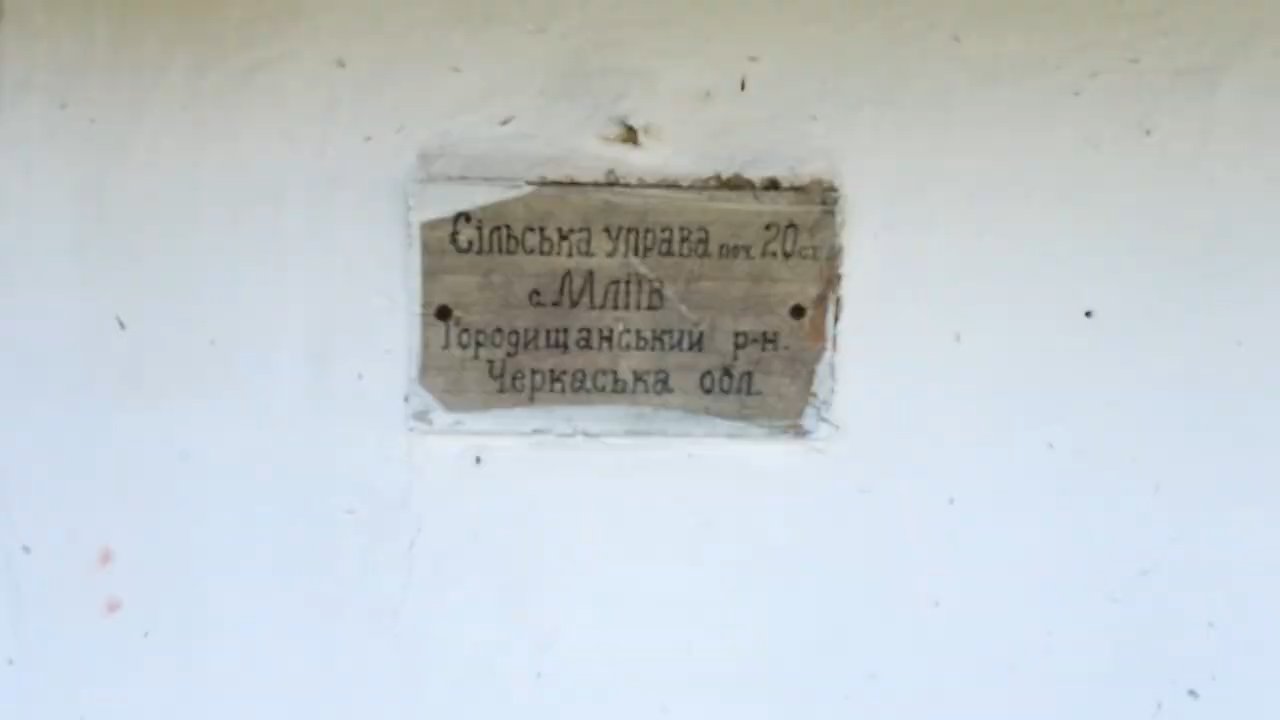 Сільська управа поч. 20 ст.
с. Мліїв
Городищанський р-н.
Черкаська обл.